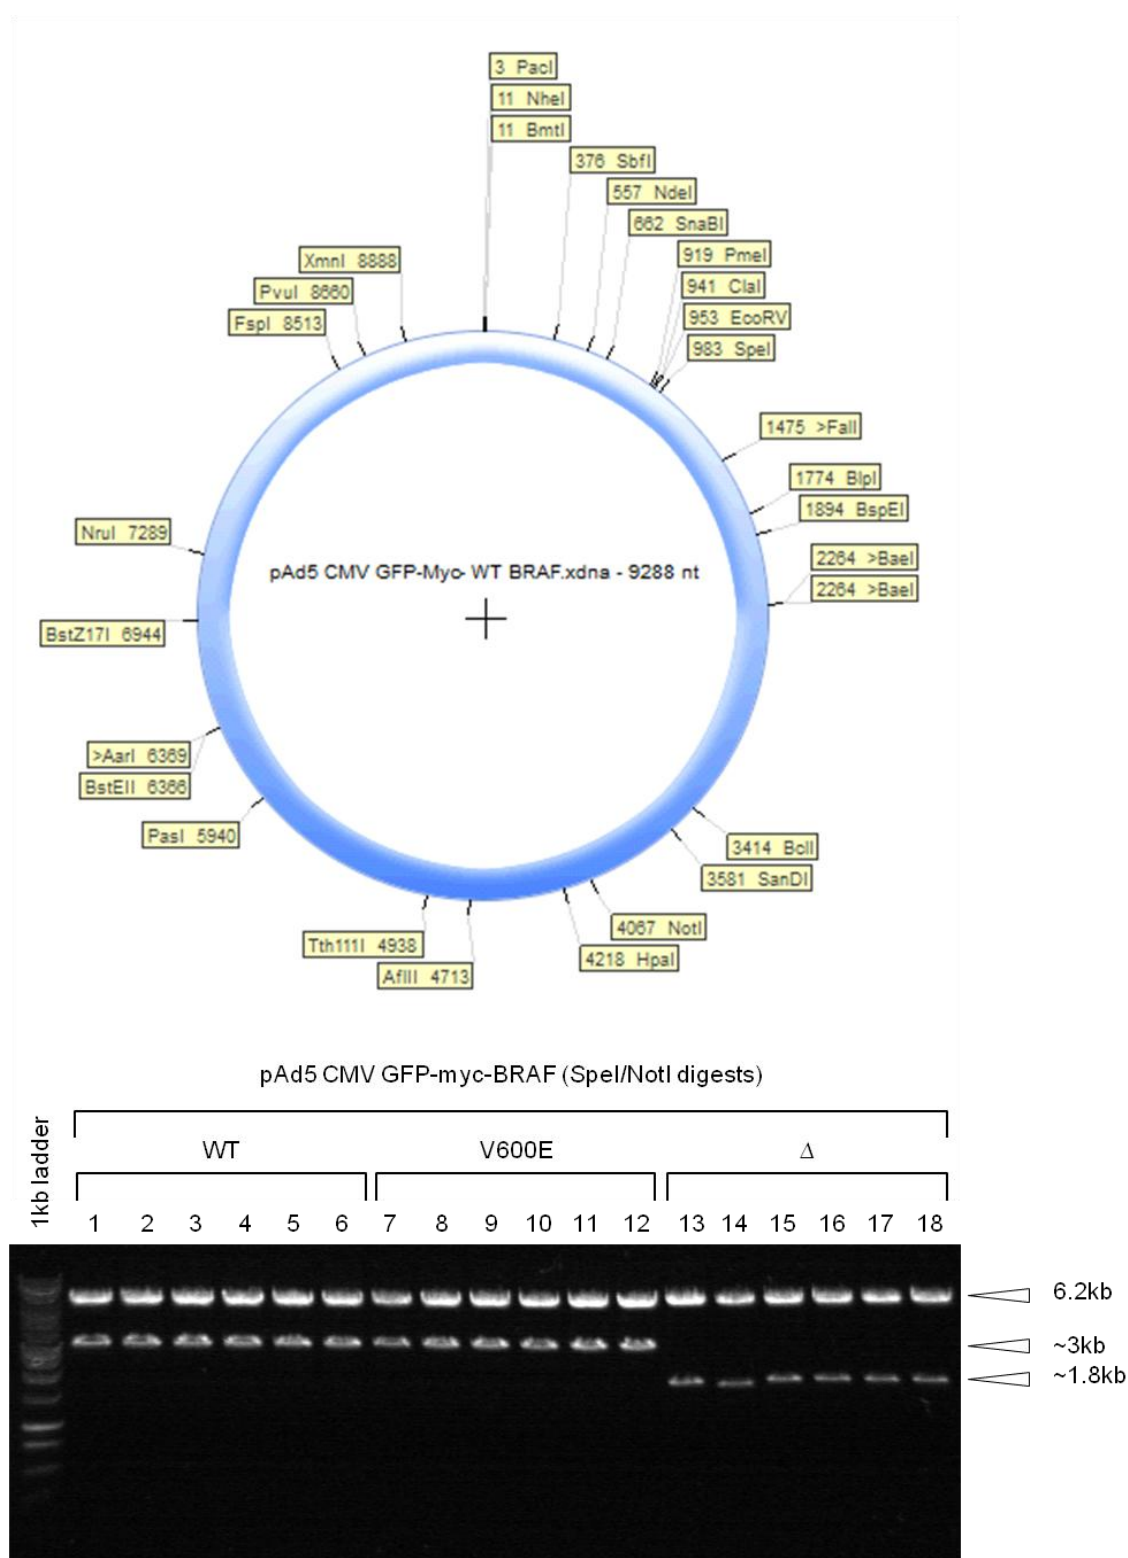 3 PacI
11 NheI
11 BmtI
376 SbfI
557 NdeI
662 SnaBI
919 PmeI
941 ClaI
953 EcoRV
983 SpeI
XmnI 8888
PvuI 8660
FspI 8513
1475 >FalI
1774 BlpI
1894 BspEI
NruI 7289
2264 >BaeI
2264 >BaeI
pAd5 CMV GFP-Myc- WT BRAF.xdna - 9288 nt
BstZ17I 6944
>AarI 6369
BstEII 6366
PasI 5940
3414 BclI
3581 SanDI
4067 NotI
4218 HpaI
Tth111I 4938
AflII 4713
pAd5 CMV GFP-myc-BRAF (SpeI/NotI digests)
1kb ladder
WT V600E Δ
1 2 3 4 5 6 7 8 9 10 11 12 13 14 15 16 17 18
6.2kb
~3kb
~1.8kb